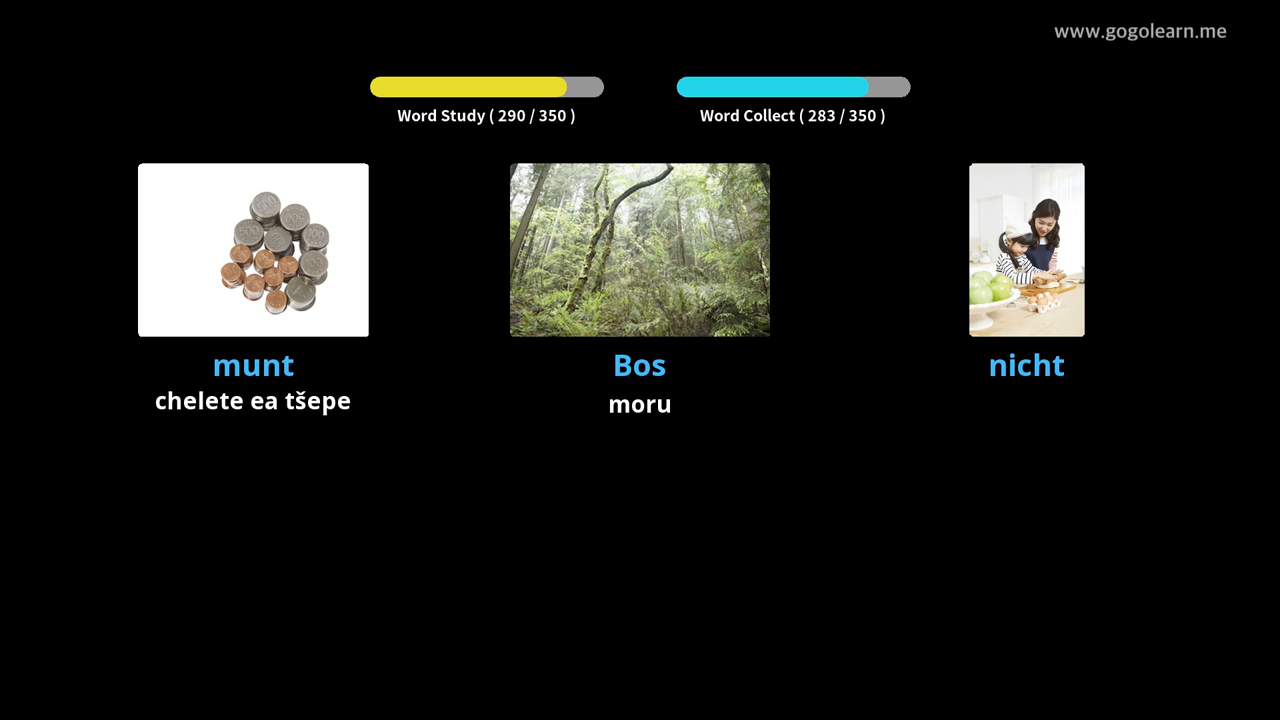 www.gogolearn.me
Word Study ( 290 / 350 )
Word Collect ( 283 / 350 )
munt
chelete ea tšepe
Bos
moru
nicht